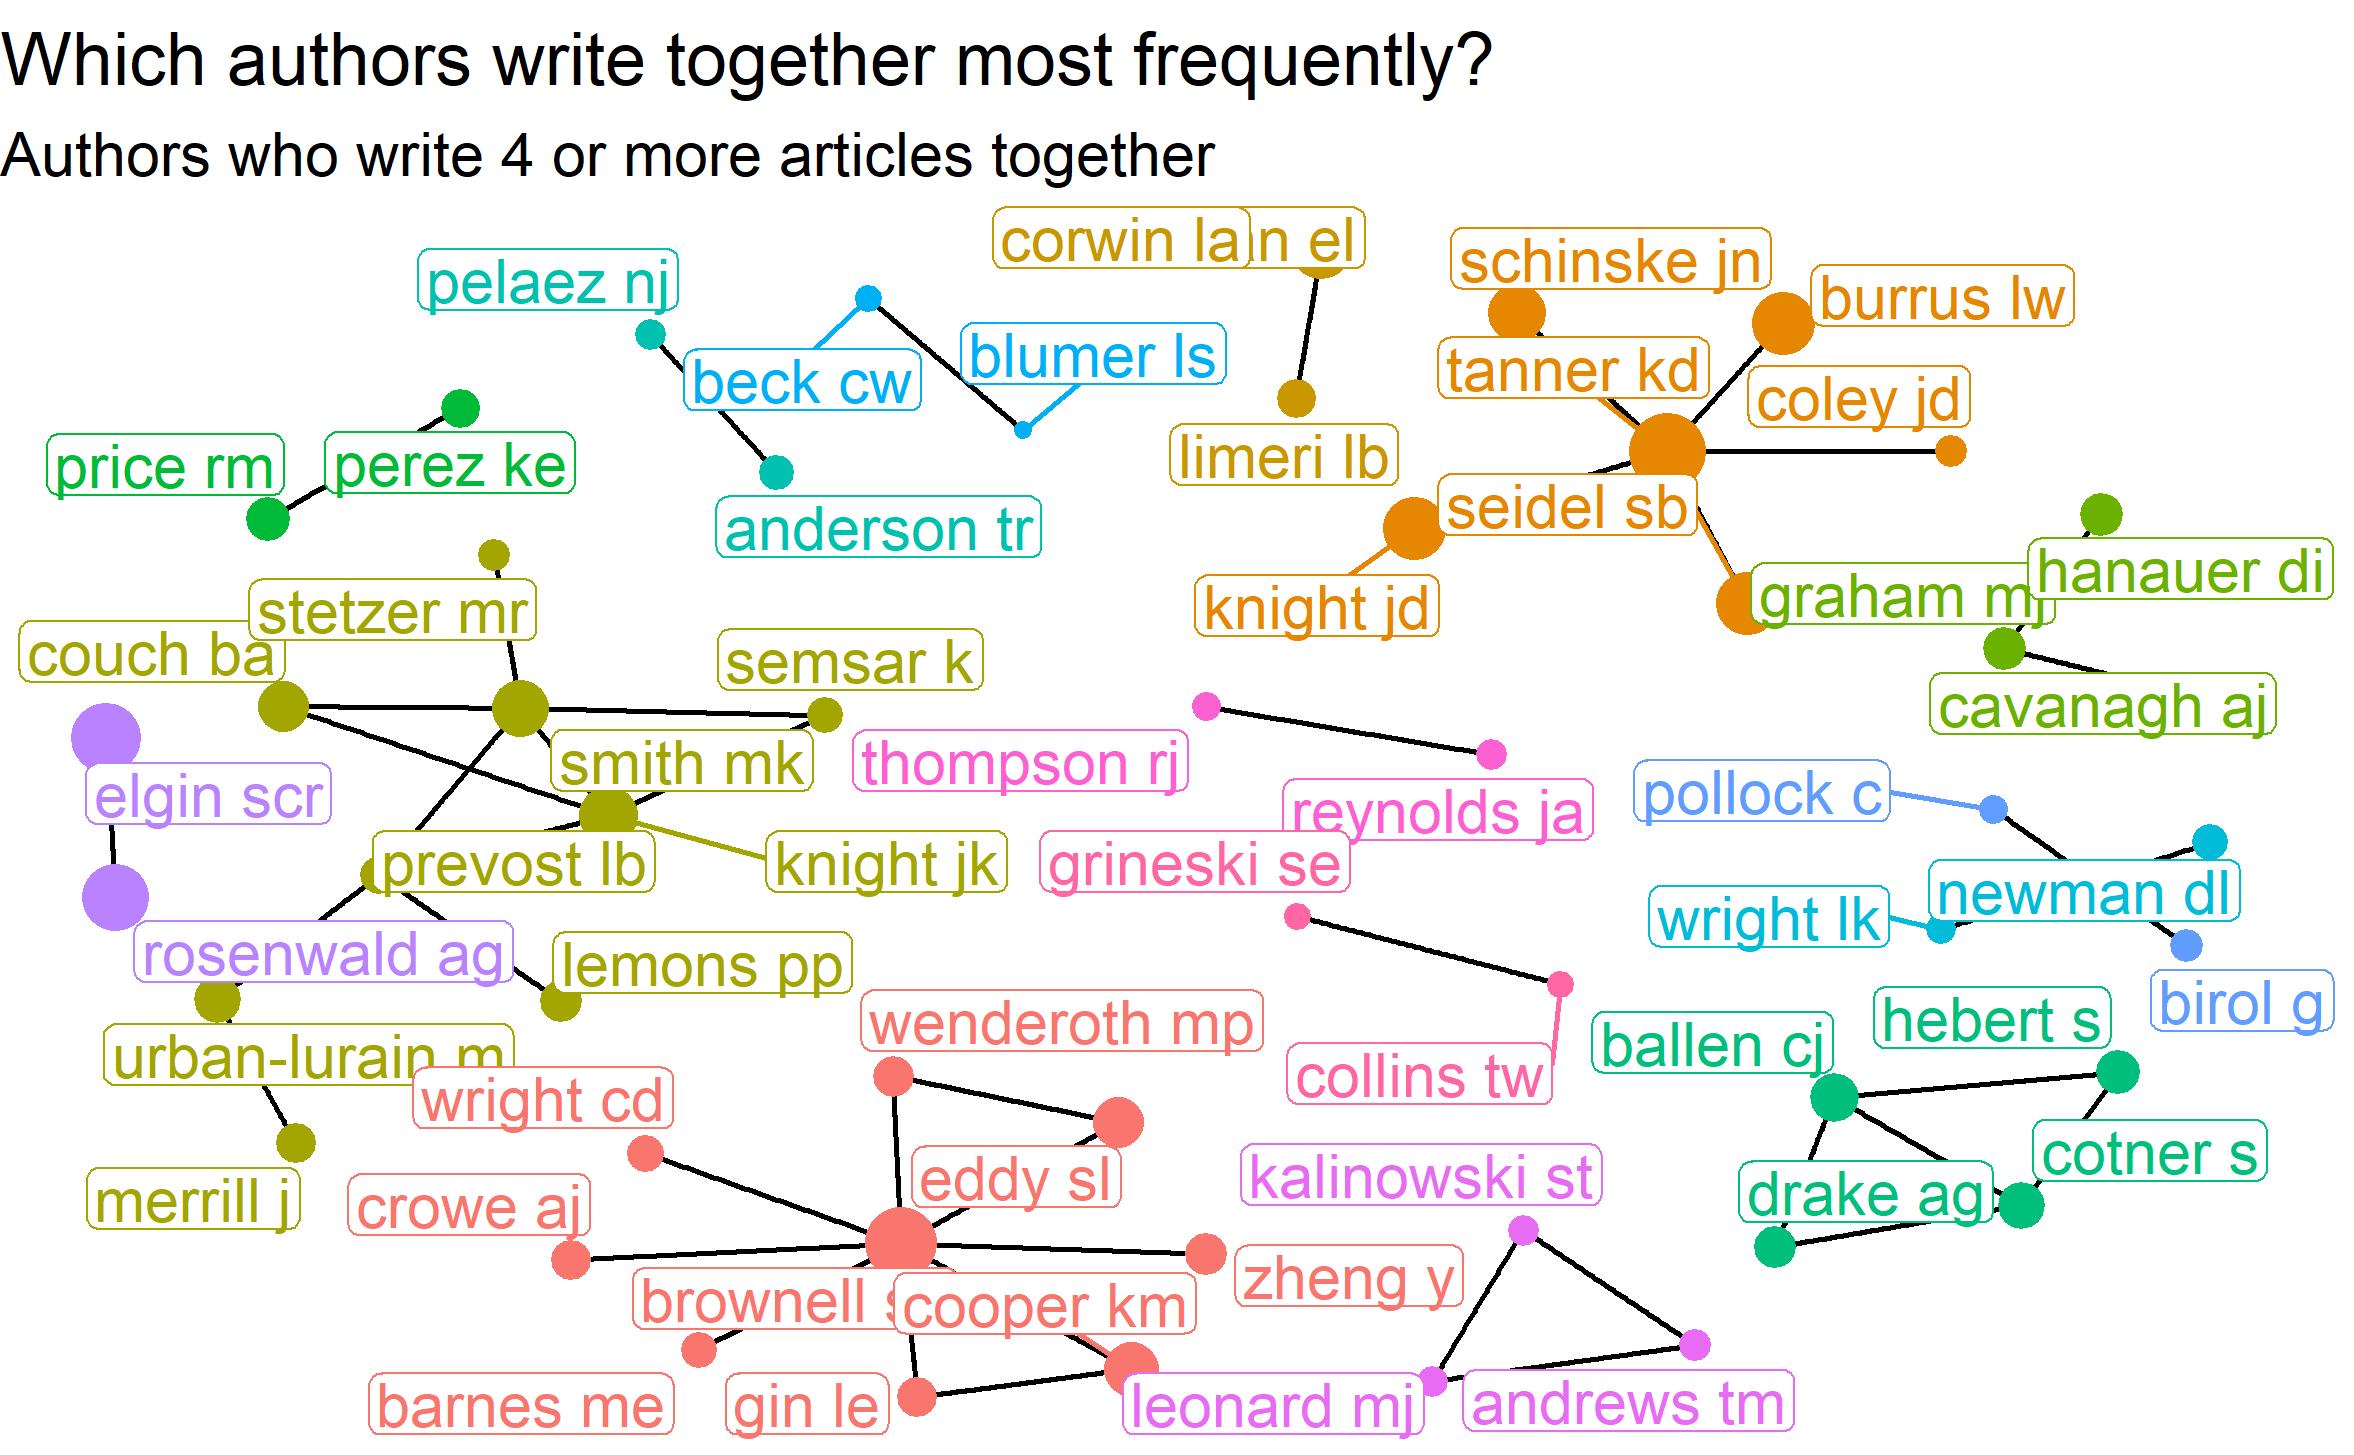 Which authors write together most frequently?
Authors who write 4 or more articles together
corwin la
n el
schinske jn
pelaez nj
burrus lw
blumer ls
tanner kd
beck cw
coley jd
price rm
perez ke
limeri lb
seidel sb
anderson tr
hanauer di
graham mj
knight jd
stetzer mr
couch ba
semsar k
cavanagh aj
smith mk
thompson rj
elgin scr
pollock c
reynolds ja
prevost lb
knight jk
grineski se
newman dl
wright lk
rosenwald ag
lemons pp
birol g
wenderoth mp
hebert s
ballen cj
urban-lurain m
wright cd
collins tw
cotner s
eddy sl
kalinowski st
drake ag
merrill j
crowe aj
zheng y
brownell s
cooper km
barnes me
gin le
leonard mj
andrews tm